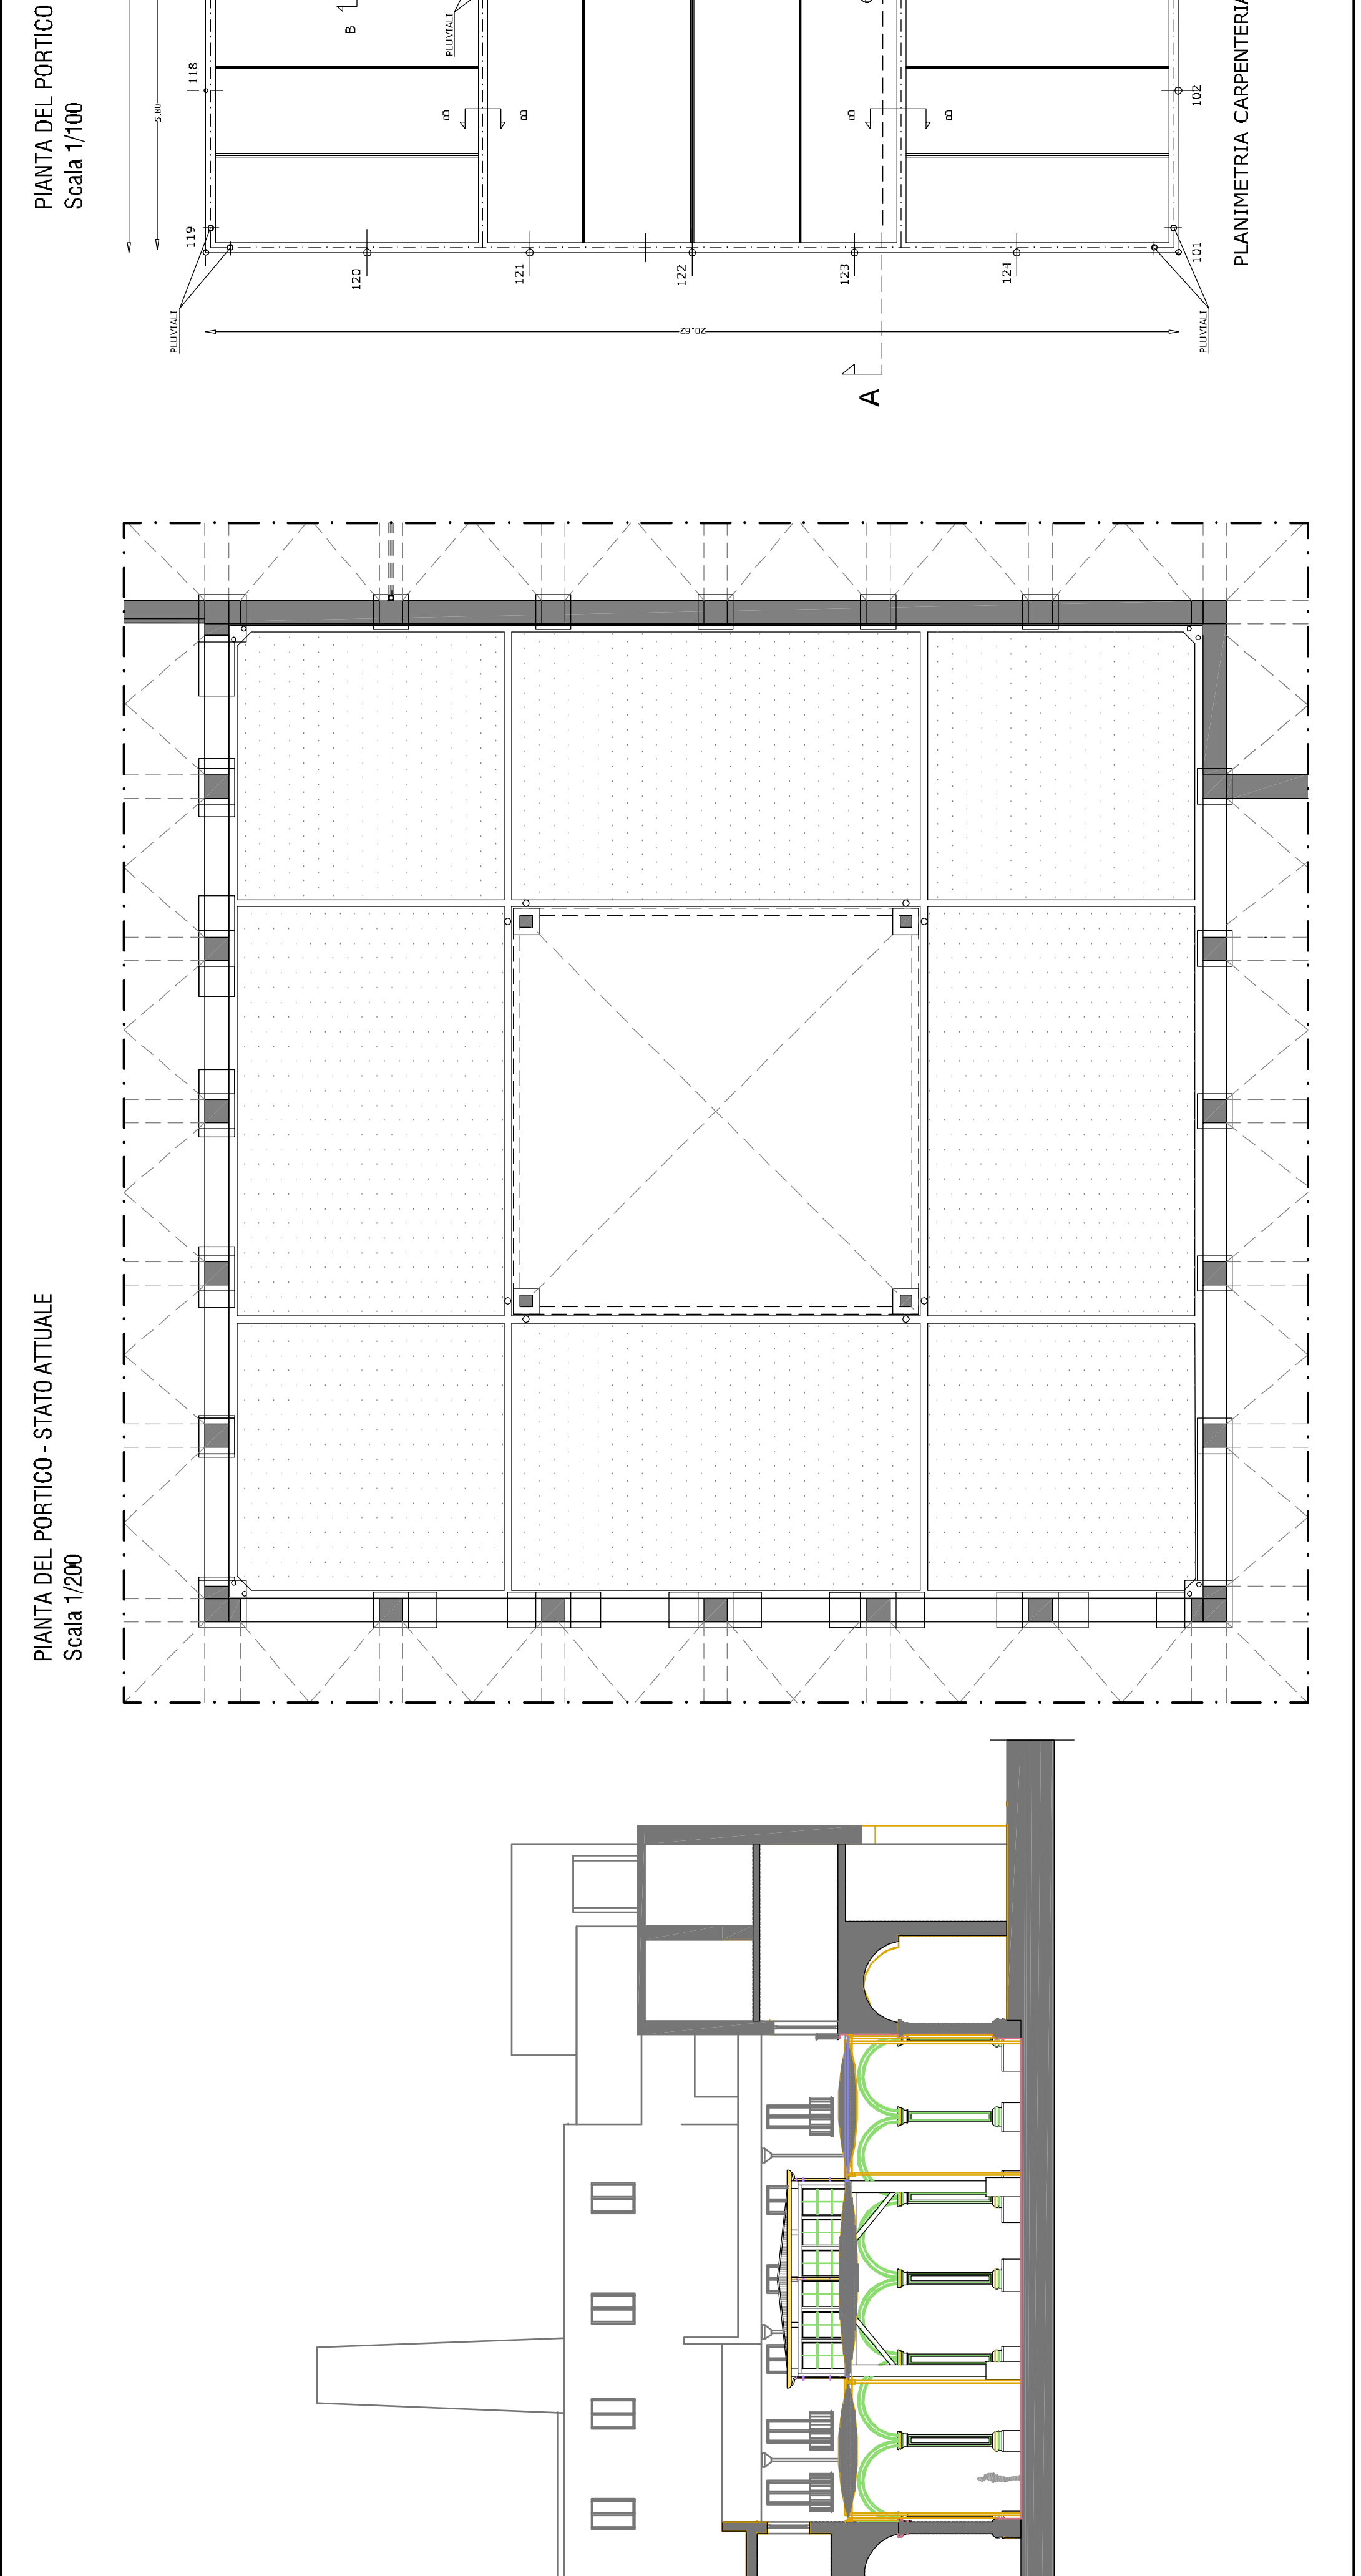 PIANTA DEL PORTICO
Scala 1/100
B
PLUVIALI
118
5.80
B
B
B
B
102
119
120
121
122
123
124
101
PLUVIALI
20.62
PLUVIALI
A
PLANIMETRIA CARPENTERIA
PIANTA DEL PORTICO - STATO ATTUALE
Scala 1/200